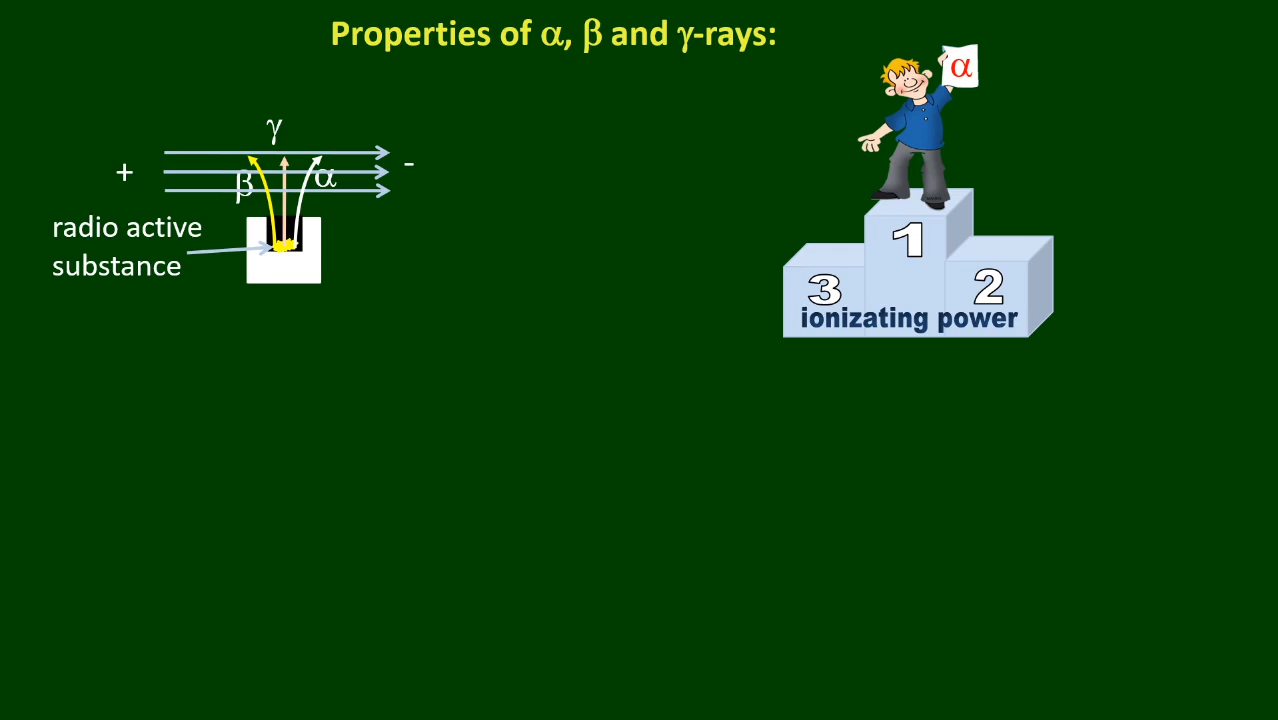 Properties of α, β and γ-rays:
α
γ
+
-
β
α
radio active
substance
1
3
2
ionizating power